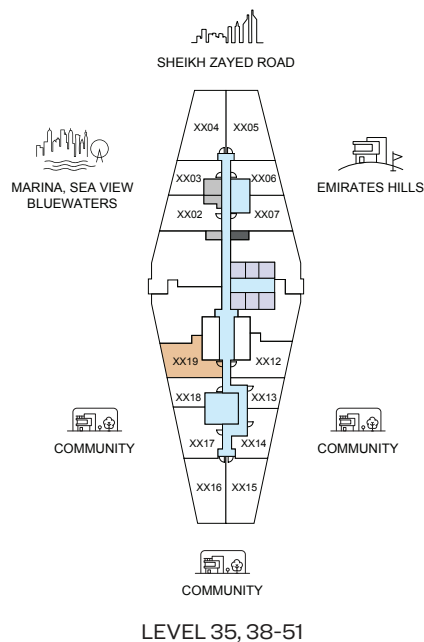 SHEIKH ZAYED ROAD
XX04 XX05
MARINA, SEA VIEW
BLUEWATERS
EMIRATES HILLS
XX03 XX06
XX02 XX07
XX19 XX12
XX18 XX13
COMMUNITY
COMMUNITY
XX17 XX14
XX16 XX15
COMMUNITY
LEVEL 35, 38-51